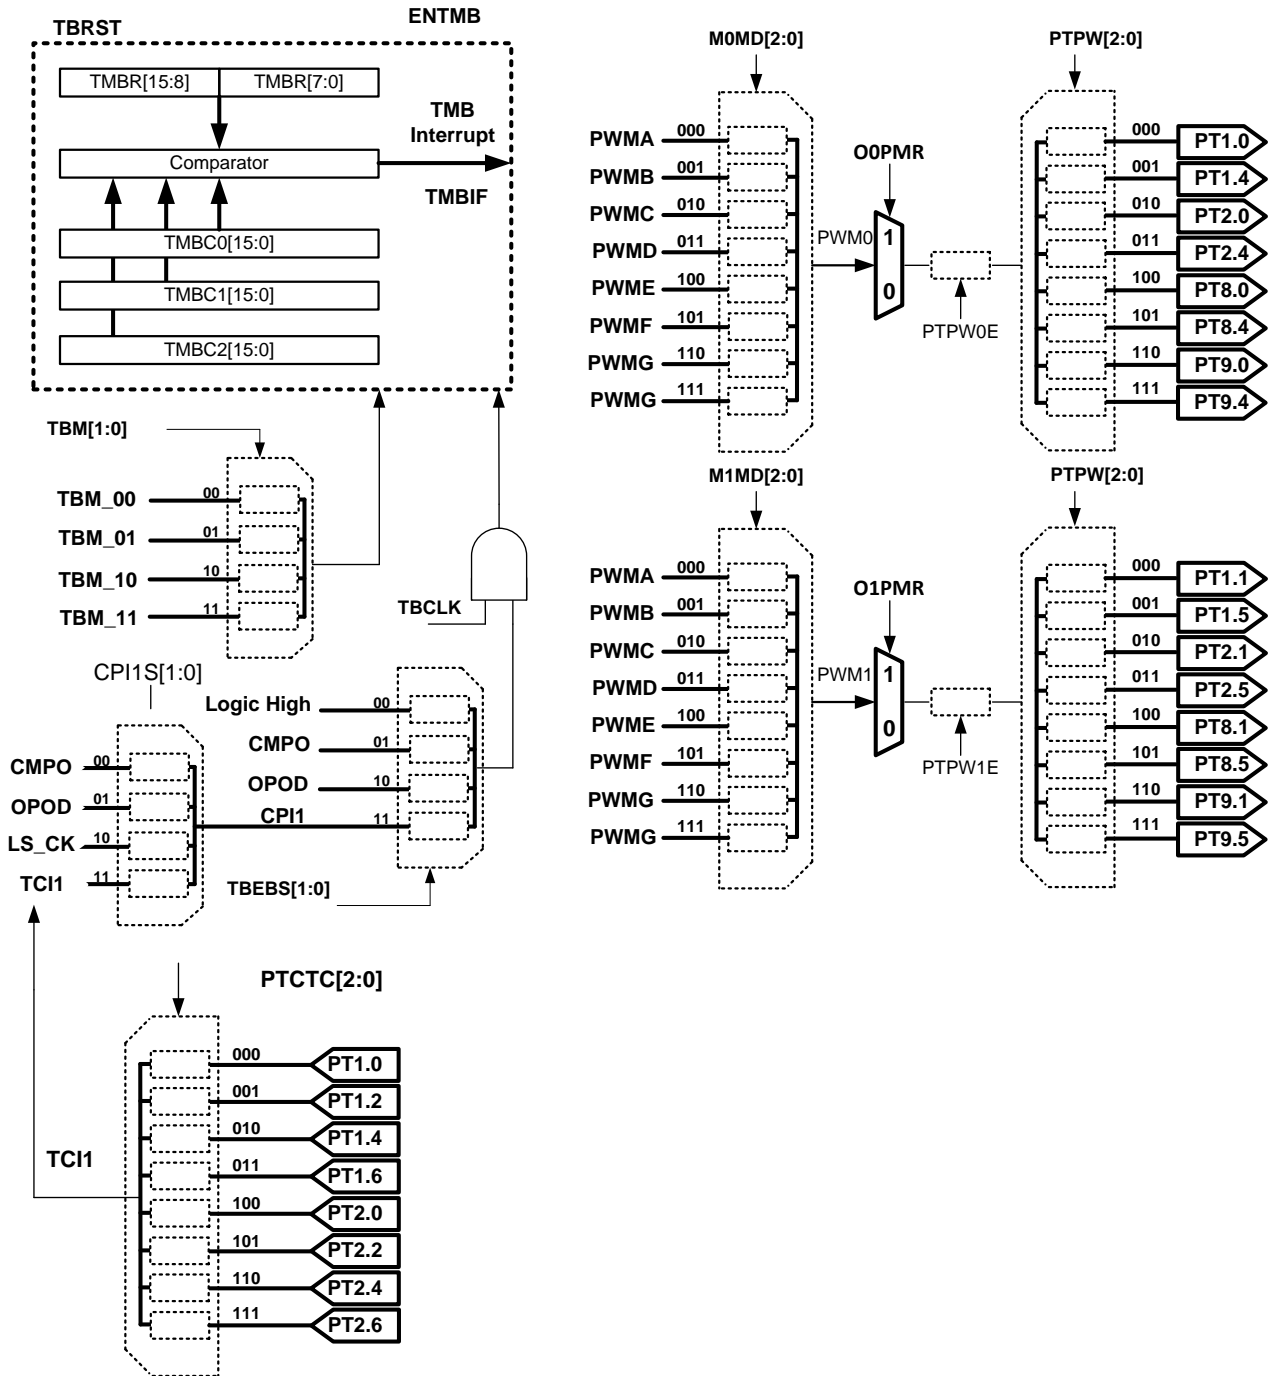 TBRST
ENTMB
TMBR[15:8]
TMBR[7:0]
TMB
Interrupt
Comparator
TMBIF
TMBC0[15:0]
TMBC1[15:0]
TMBC2[15:0]
TBM[1:0]
TBM_00
00
TBM_01
01
TBM_10
10
TBM_11
11
TBCLK
CPI1S[1:0]
Logic High
00
CMPO
01
OPOD
10
CPI1
11
TBEBS[1:0]
CMPO
00
OPOD
01
LS_CK
10
TCI1
11
PTCTC[2:0]
TCI1
000
PT1.0
001
PT1.2
010
PT1.4
011
PT1.6
100
PT2.0
101
PT2.2
110
PT2.4
111
PT2.6
M0MD[2:0]
PWMA
000
PWMB
001
PWMC
010
PWMD
011
PWME
100
PWMF
101
PWMG
110
PWMG
111
O0PMR
PWM0
1
0
PTPW0E
PTPW[2:0]
000
PT1.0
001
PT1.4
010
PT2.0
011
PT2.4
100
PT8.0
101
PT8.4
110
PT9.0
111
PT9.4
M1MD[2:0]
PWMA
000
PWMB
001
PWMC
010
PWMD
011
PWME
100
PWMF
101
PWMG
110
PWMG
111
O1PMR
PWM1
1
0
PTPW1E
PTPW[2:0]
000
PT1.1
001
PT1.5
010
PT2.1
011
PT2.5
100
PT8.1
101
PT8.5
110
PT9.1
111
PT9.5